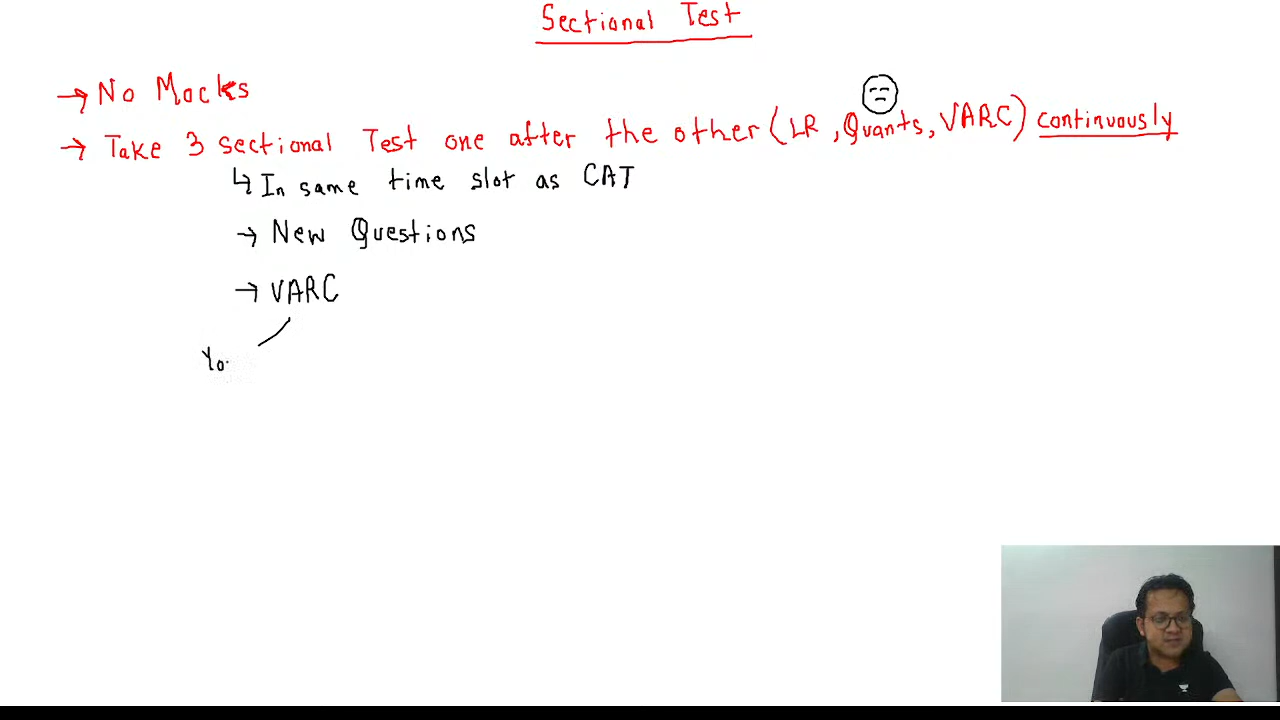 Sectional Test
→ No Mocks
→ Take 3 sectional Test one after the other (LR, Quants, VARC) continuously
↳ In same time slot as CAT
→ New Questions
→ VARC
Yo